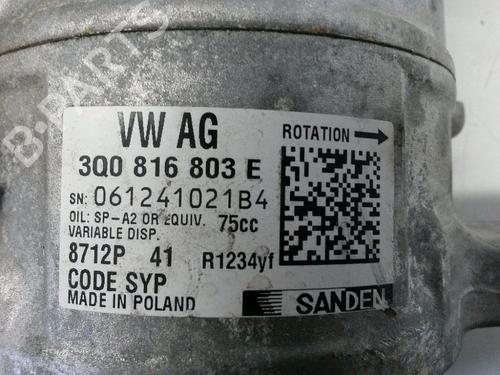 B-PARTS
VW AG
ROTATION
3Q0 816 803 E
SN: 061241021B4
OIL: SP-A2 OR EQUIV. 75cc
VARIABLE DISP.
8712P 41 R1234yf
CODE SYP
MADE IN POLAND
SANDEN